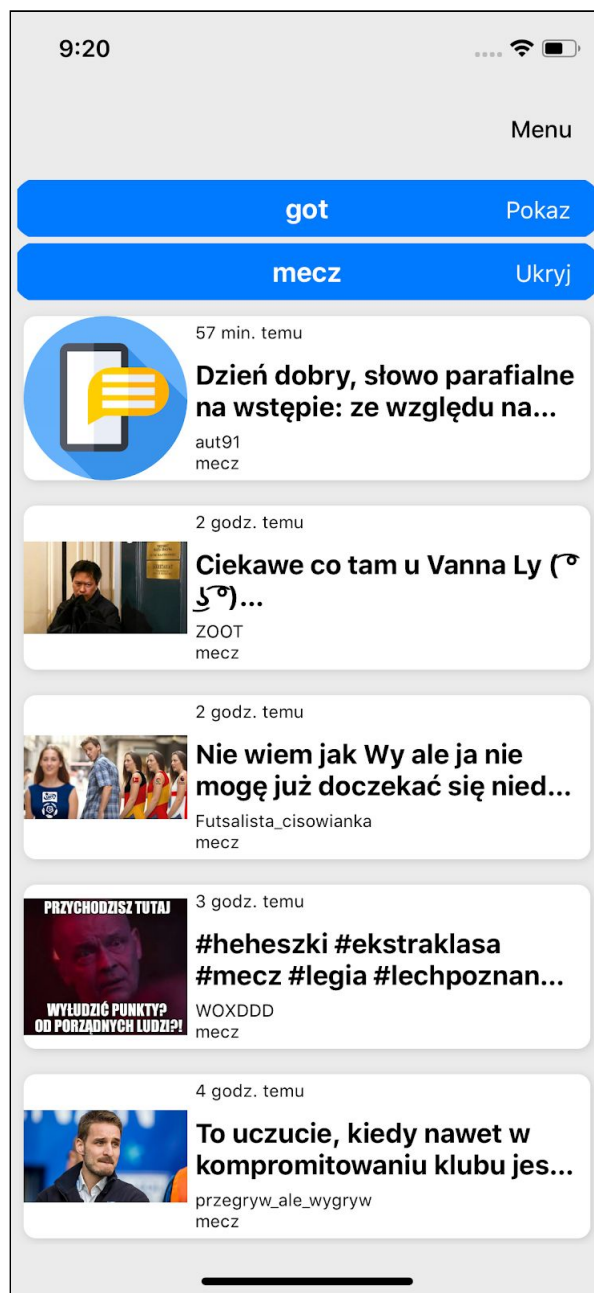 9:20
Menu
got Pokaz
mecz Ukryj
57 min. temu
Dzień dobry, słowo parafialne
na wstępie: ze względu na...
aut91
mecz
2 godz. temu
Ciekawe co tam u Vanna Ly ( ͡°
͜ʖ ͡°)...
ZOOT
mecz
2 godz. temu
Nie wiem jak Wy ale ja nie
mogę już doczekać się nied...
Futsalista_cisowianka
mecz
3 godz. temu
PRZYCHODZISZ TUTAJ
WYŁUDZIĆ PUNKTY?
OD PORZĄDNYCH LUDZI?!
#heheszki #ekstraklasa
#mecz #legia #lechpoznan...
WOXDDD
mecz
4 godz. temu
To uczucie, kiedy nawet w
kompromitowaniu klubu jes...
przegryw_ale_wygryw
mecz